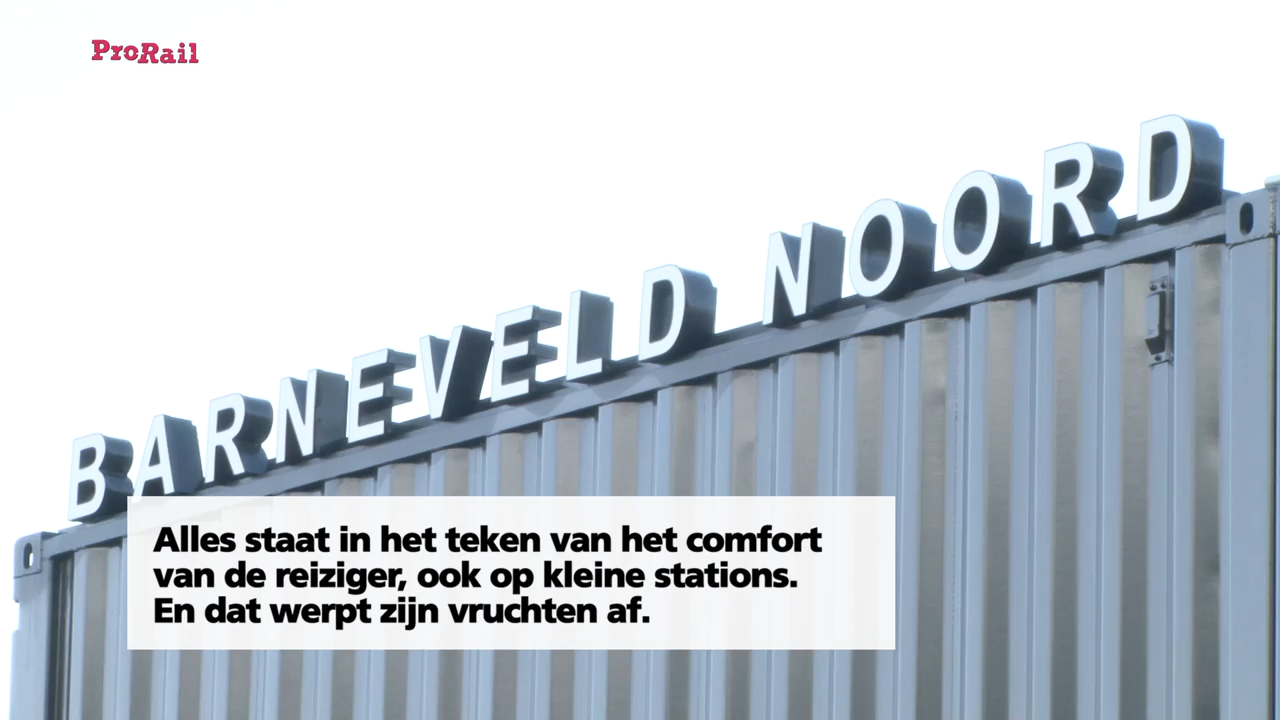 ProRail
BARNEVELD NOORD
Alles staat in het teken van het comfort
van de reiziger, ook op kleine stations.
En dat werpt zijn vruchten af.